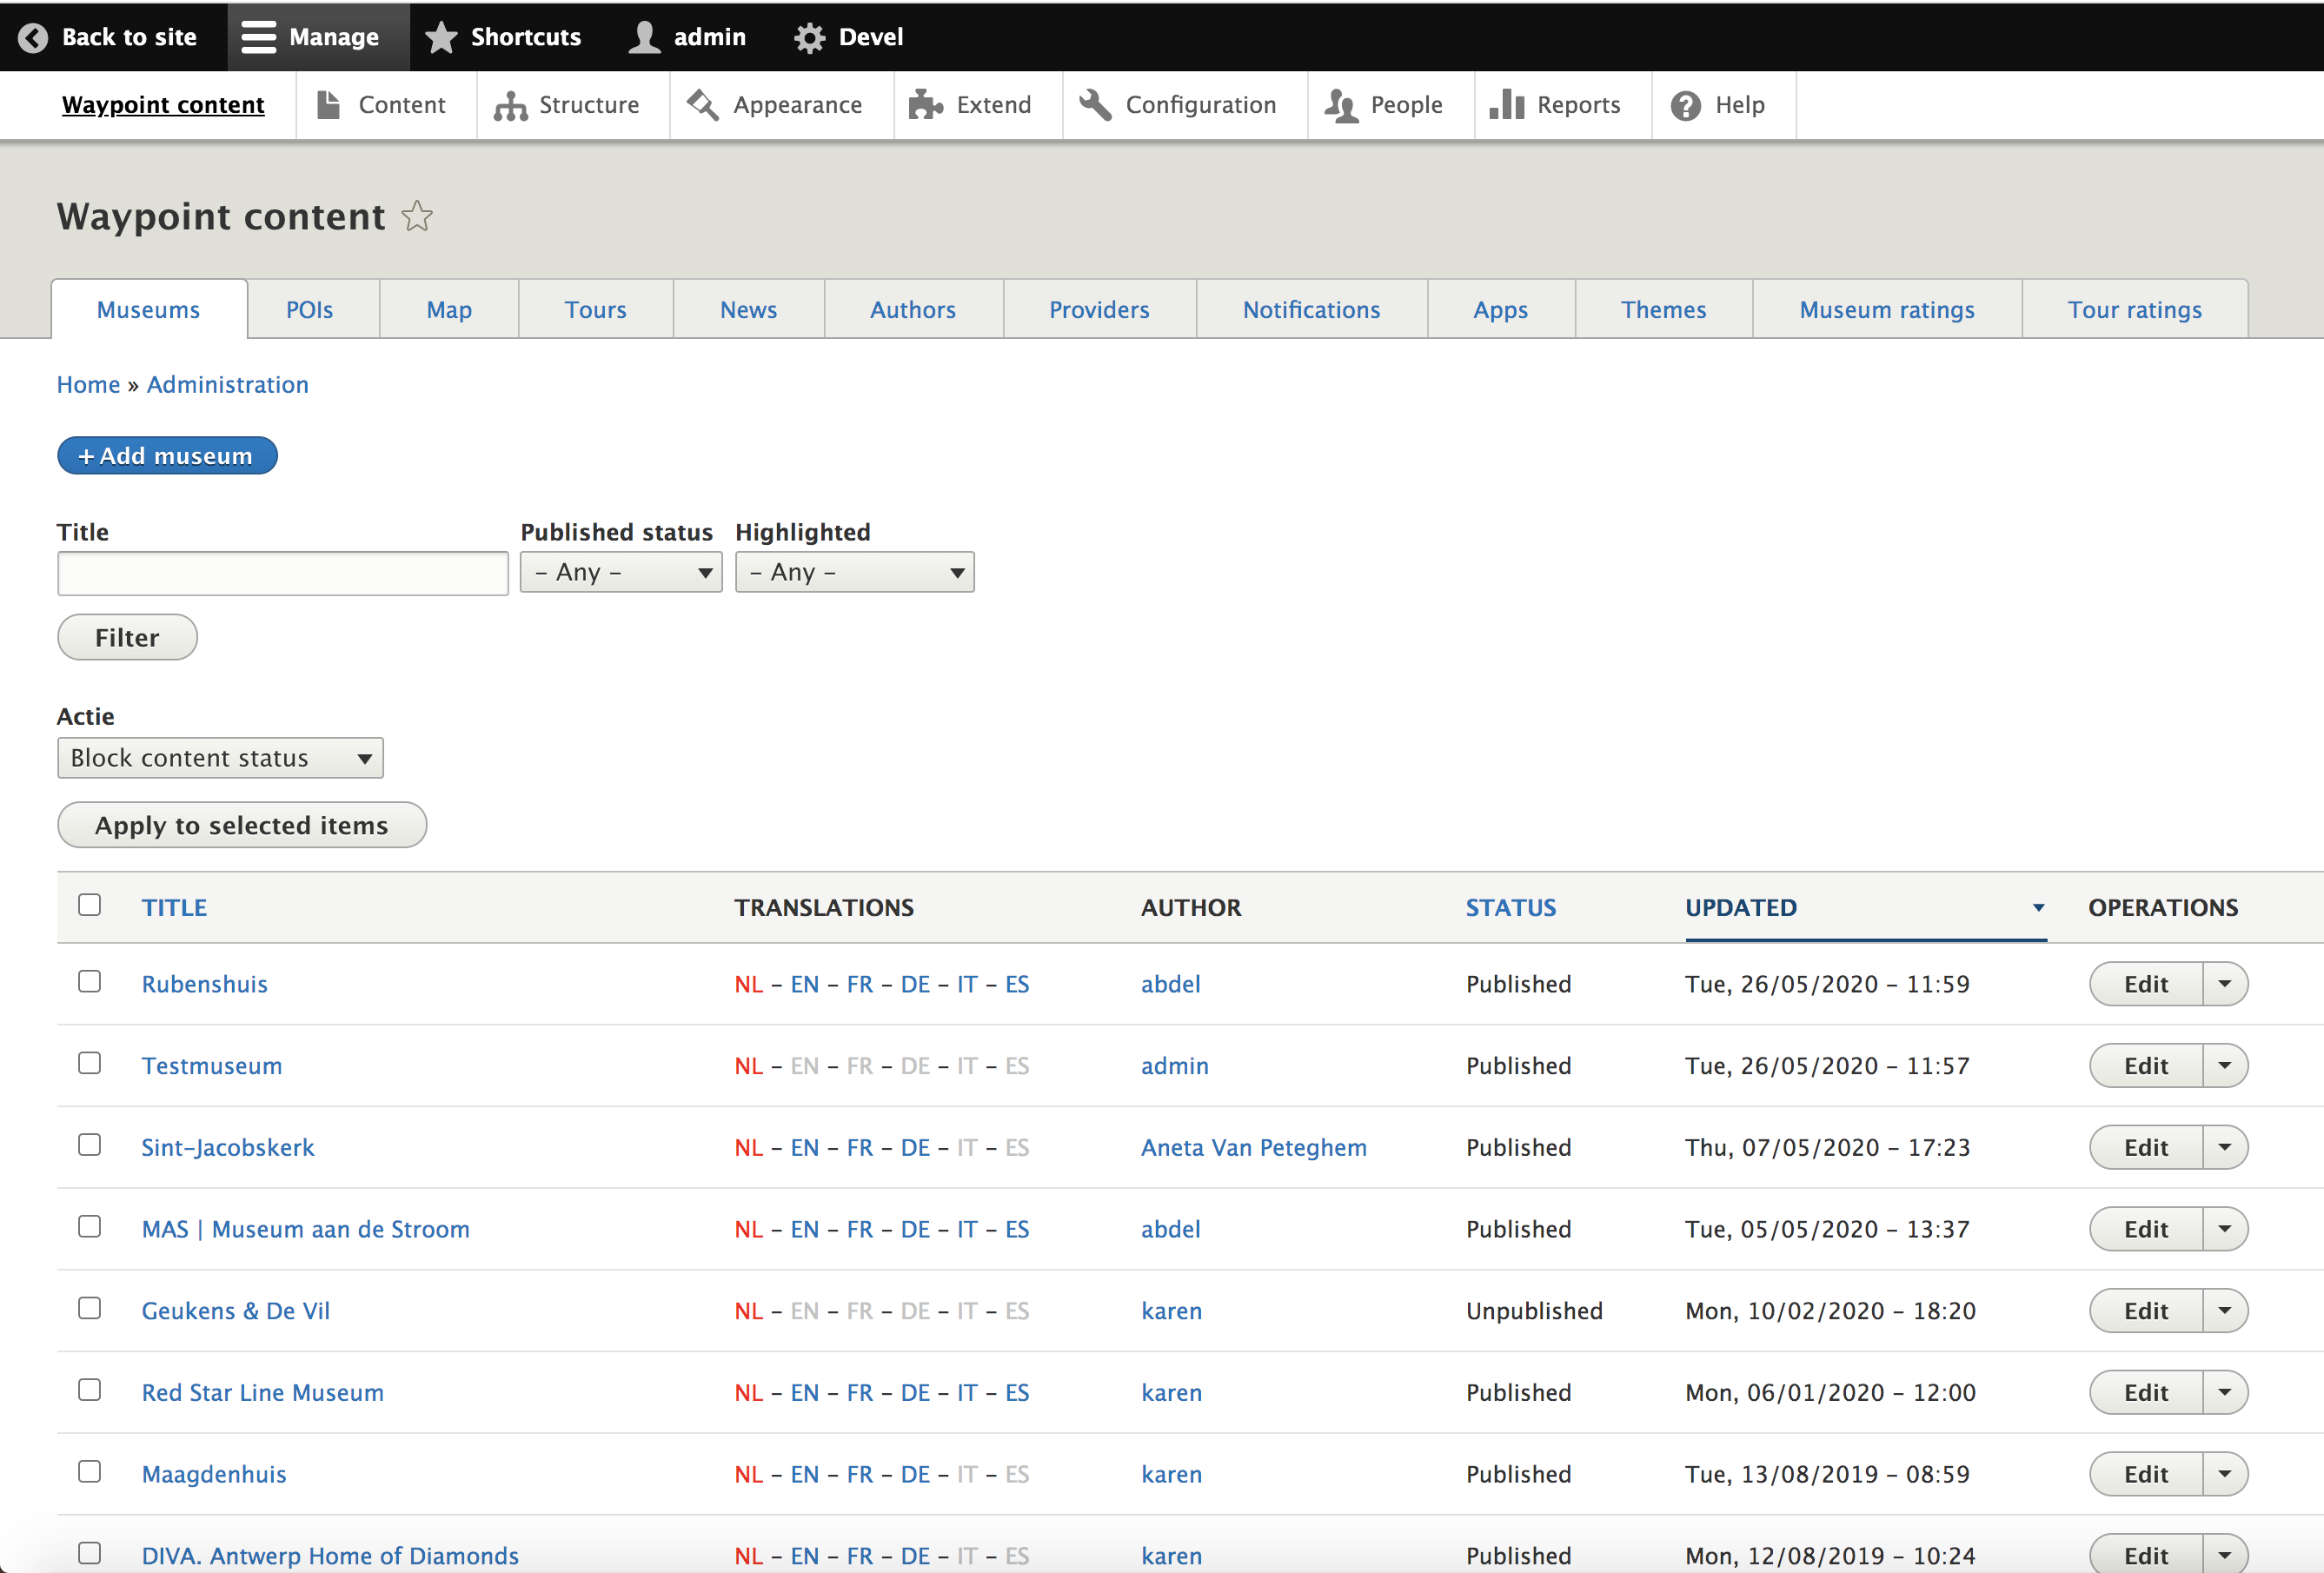 Back to site Manage Shortcuts admin Devel
Waypoint content Content Structure Appearance Extend Configuration People Reports Help
Waypoint content
Museums POIs Map Tours News Authors Providers Notifications Apps Themes Museum ratings Tour ratings
Home » Administration
+ Add museum
Title Published status Highlighted
- Any - - Any -
Filter
Actie
Block content status
Apply to selected items
TITLE TRANSLATIONS AUTHOR STATUS UPDATED OPERATIONS
Rubenshuis NL - EN - FR - DE - IT - ES abdel Published Tue, 26/05/2020 - 11:59 Edit
Testmuseum NL - EN - FR - DE - IT - ES admin Published Tue, 26/05/2020 - 11:57 Edit
Sint-Jacobskerk NL - EN - FR - DE - IT - ES Aneta Van Peteghem Published Thu, 07/05/2020 - 17:23 Edit
MAS | Museum aan de Stroom NL - EN - FR - DE - IT - ES abdel Published Tue, 05/05/2020 - 13:37 Edit
Geukens & De Vil NL - EN - FR - DE - IT - ES karen Unpublished Mon, 10/02/2020 - 18:20 Edit
Red Star Line Museum NL - EN - FR - DE - IT - ES karen Published Mon, 06/01/2020 - 12:00 Edit
Maagdenhuis NL - EN - FR - DE - IT - ES karen Published Tue, 13/08/2019 - 08:59 Edit
DIVA. Antwerp Home of Diamonds NL - EN - FR - DE - IT - ES karen Published Mon, 12/08/2019 - 10:24 Edit